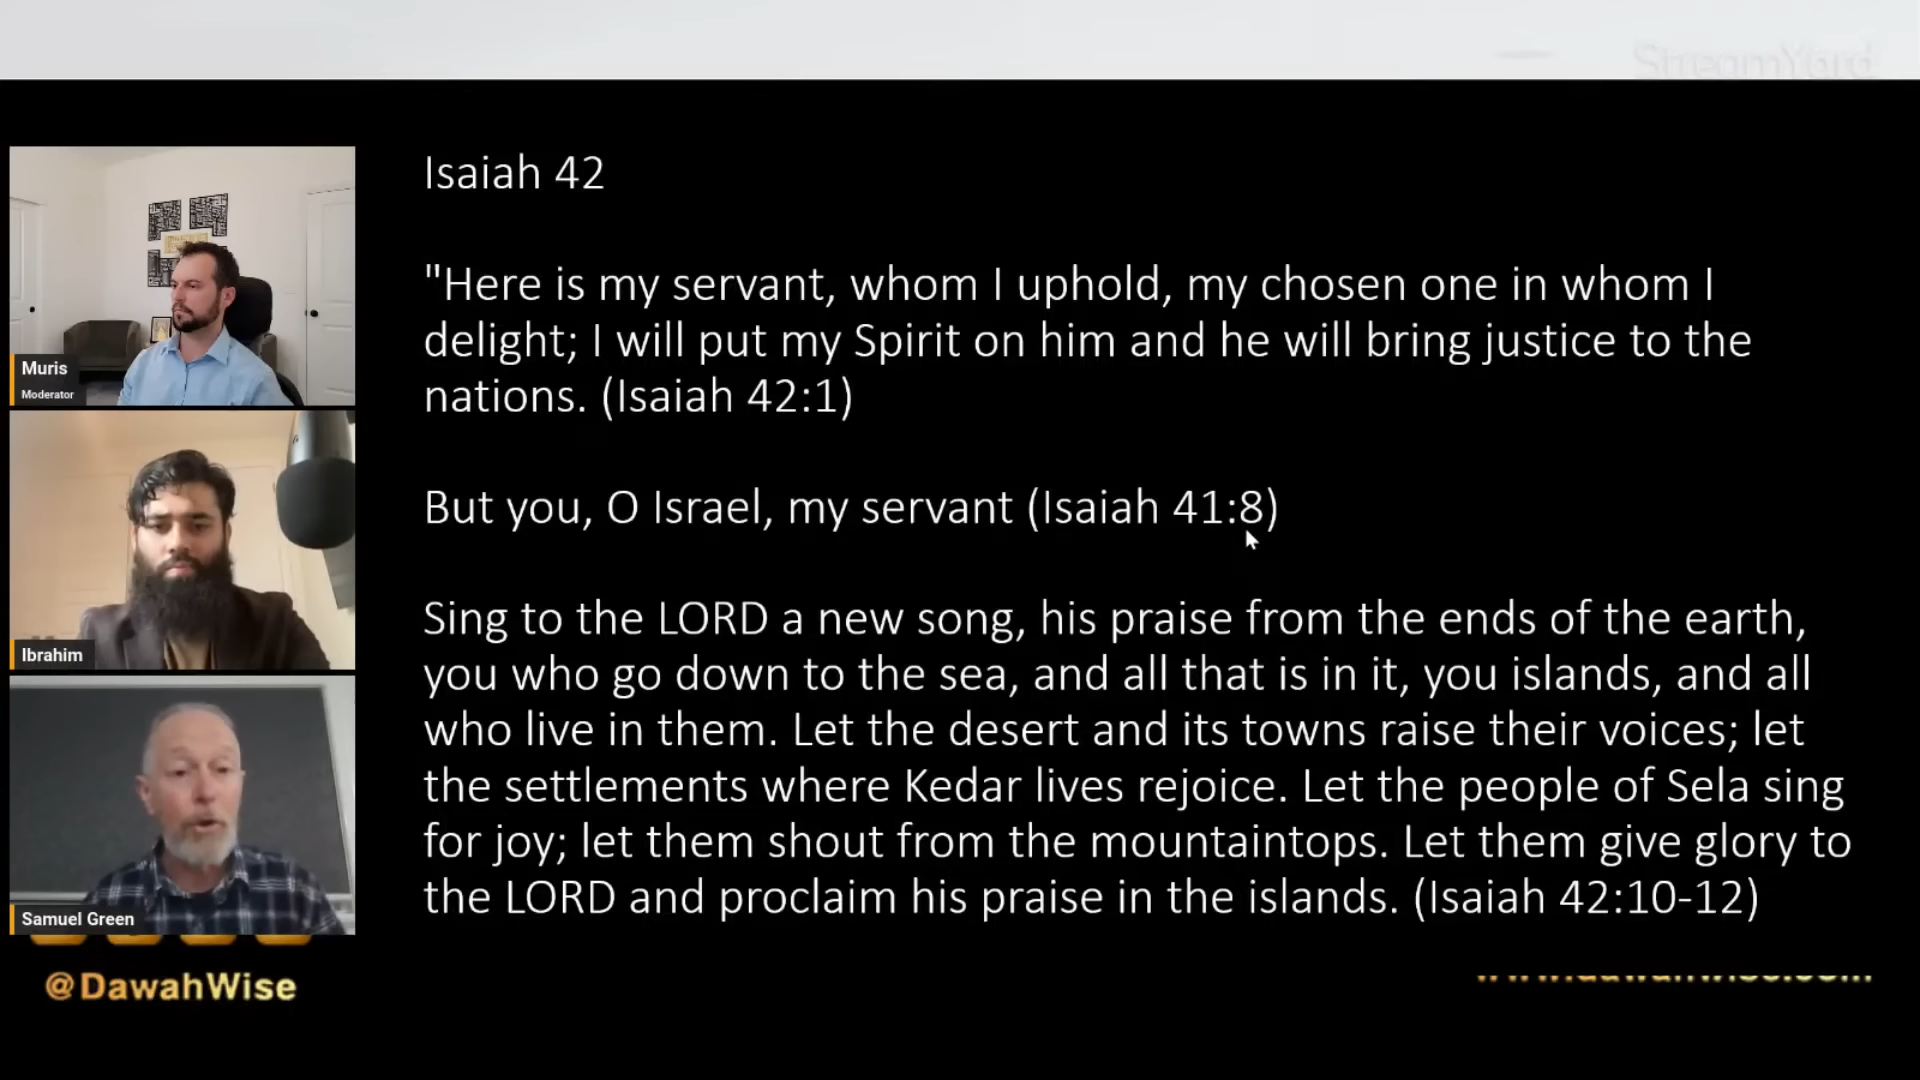 StreamYard
Isaiah 42
"Here is my servant, whom I uphold, my chosen one in whom I
delight; I will put my Spirit on him and he will bring justice to the
nations. (Isaiah 42:1)
But you, O Israel, my servant (Isaiah 41:8)
Sing to the LORD a new song, his praise from the ends of the earth,
you who go down to the sea, and all that is in it, you islands, and all
who live in them. Let the desert and its towns raise their voices; let
the settlements where Kedar lives rejoice. Let the people of Sela sing
for joy; let them shout from the mountaintops. Let them give glory to
the LORD and proclaim his praise in the islands. (Isaiah 42:10-12)
Muris
Moderator
Ibrahim
Samuel Green
@DawahWise
www.dawahwise.com